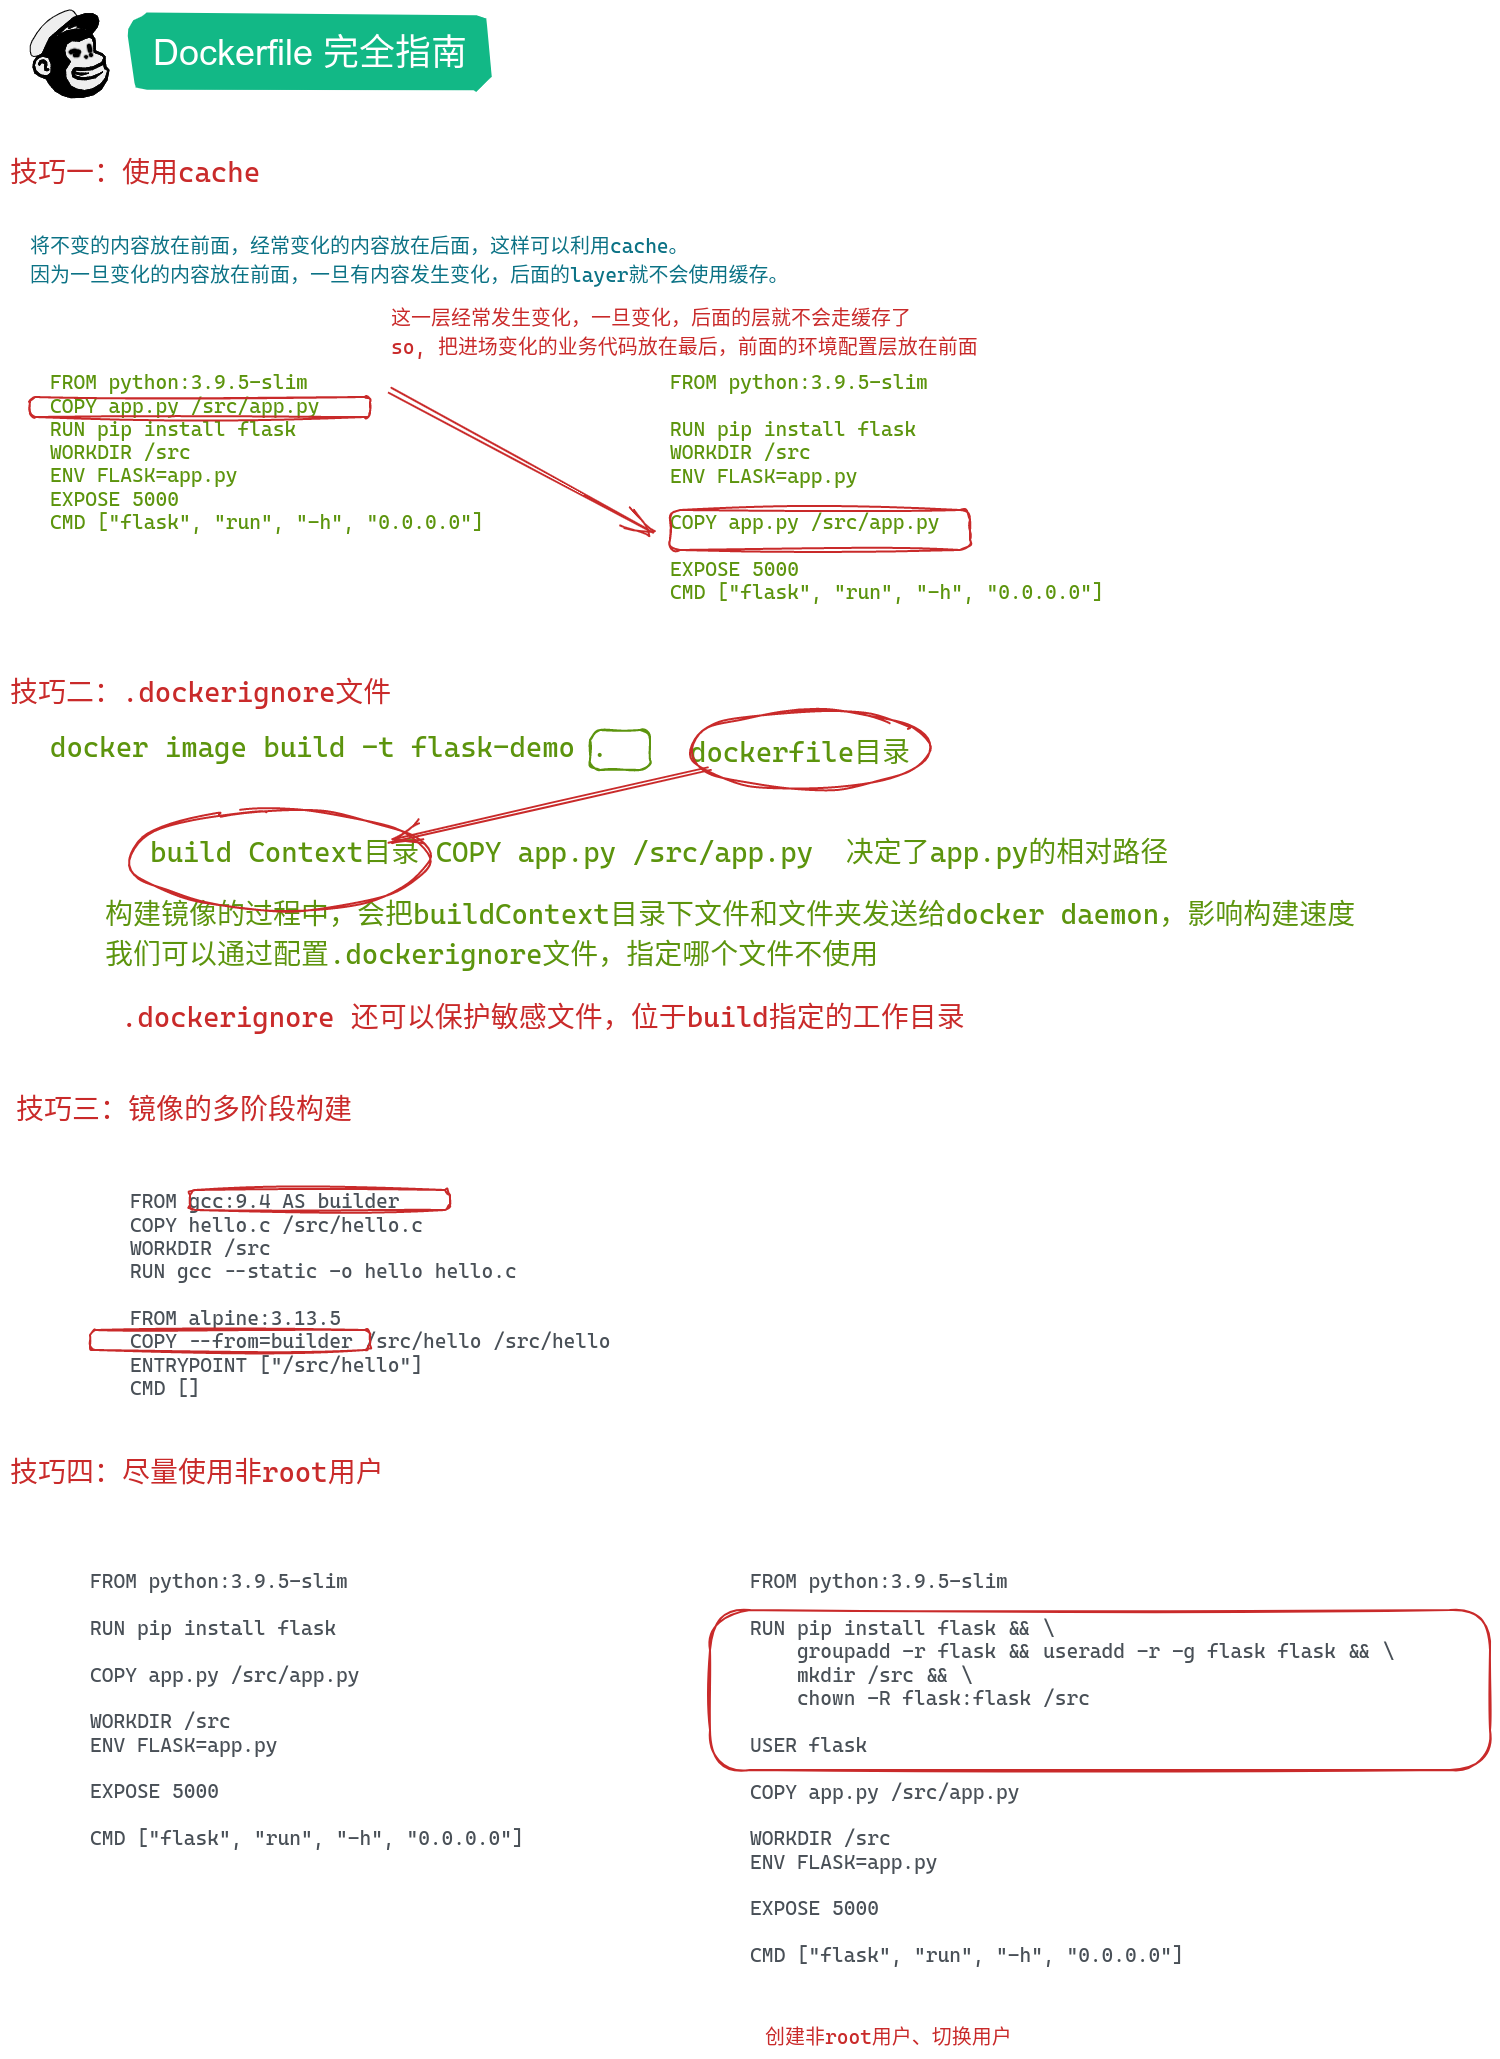 Dockerfile 完全指南
技巧一：使用cache
将不变的内容放在前面，经常变化的内容放在后面，这样可以利用cache。
因为一旦变化的内容放在前面，一旦有内容发生变化，后面的layer就不会使用缓存。
这一层经常发生变化，一旦变化，后面的层就不会走缓存了
so, 把进场变化的业务代码放在最后，前面的环境配置层放在前面
FROM python:3.9.5-slim
COPY app.py /src/app.py
RUN pip install flask
WORKDIR /src
ENV FLASK=app.py
EXPOSE 5000
CMD ["flask", "run", "-h", "0.0.0.0"]
FROM python:3.9.5-slim
RUN pip install flask
WORKDIR /src
ENV FLASK=app.py
COPY app.py /src/app.py
EXPOSE 5000
CMD ["flask", "run", "-h", "0.0.0.0"]
技巧二：.dockerignore文件
docker image build -t flask-demo .
dockerfile目录
build Context目录
COPY app.py /src/app.py  决定了app.py的相对路径
构建镜像的过程中，会把buildContext目录下文件和文件夹发送给docker daemon，影响构建速度
我们可以通过配置.dockerignore文件，指定哪个文件不使用
.dockerignore 还可以保护敏感文件，位于build指定的工作目录
技巧三：镜像的多阶段构建
FROM gcc:9.4 AS builder
COPY hello.c /src/hello.c
WORKDIR /src
RUN gcc --static -o hello hello.c
FROM alpine:3.13.5
COPY --from=builder /src/hello /src/hello
ENTRYPOINT ["/src/hello"]
CMD []
技巧四：尽量使用非root用户
FROM python:3.9.5-slim
RUN pip install flask
COPY app.py /src/app.py
WORKDIR /src
ENV FLASK=app.py
EXPOSE 5000
CMD ["flask", "run", "-h", "0.0.0.0"]
FROM python:3.9.5-slim
RUN pip install flask && \
groupadd -r flask && useradd -r -g flask flask && \
mkdir /src && \
chown -R flask:flask /src
USER flask
COPY app.py /src/app.py
WORKDIR /src
ENV FLASK=app.py
EXPOSE 5000
CMD ["flask", "run", "-h", "0.0.0.0"]
创建非root用户、切换用户